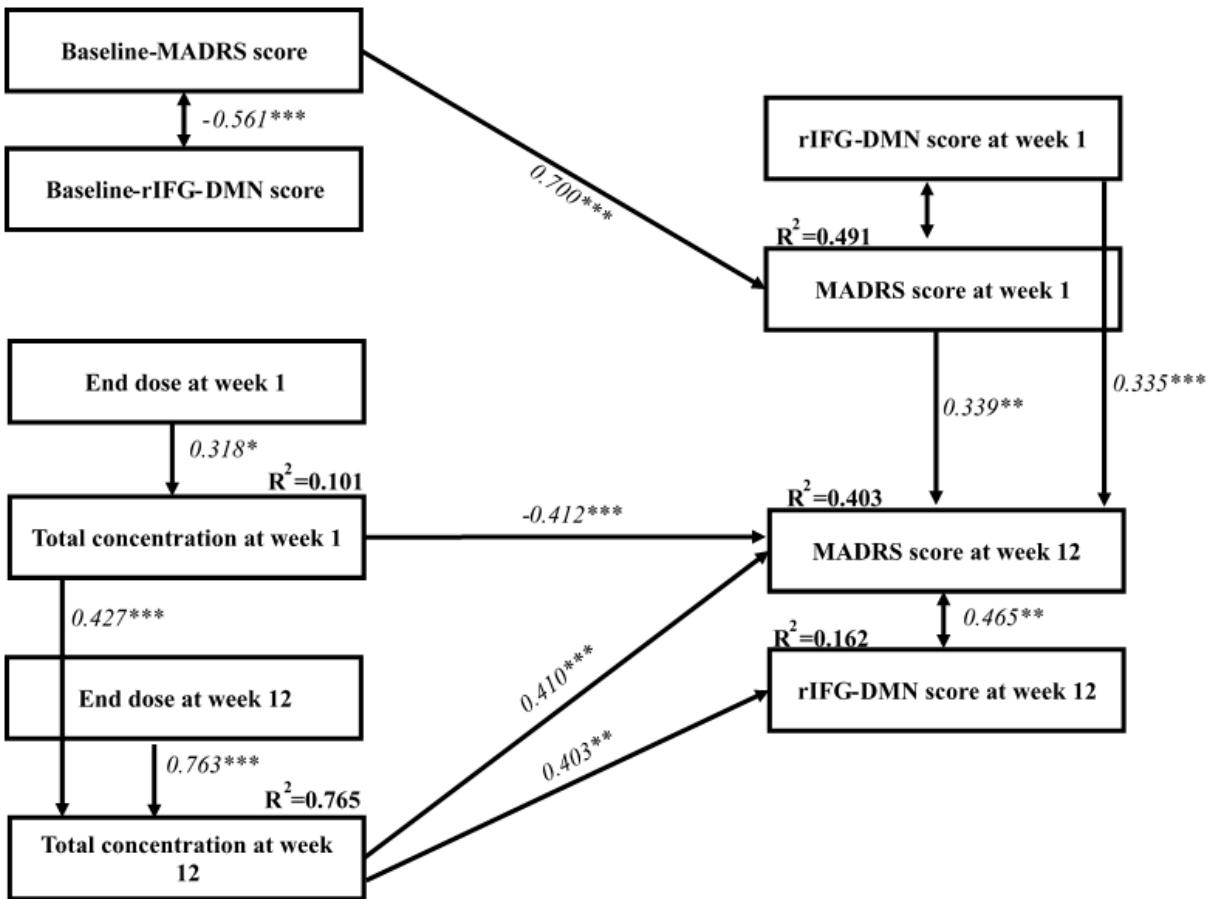 Baseline-MADRS score
-0.561***
Baseline-rIFG-DMN score
0.700***
rIFG-DMN score at week 1
R²=0.491
MADRS score at week 1
End dose at week 1
0.318*
R²=0.101
Total concentration at week 1
-0.412***
0.339**
0.335***
R²=0.403
MADRS score at week 12
0.465**
R²=0.162
rIFG-DMN score at week 12
0.427***
End dose at week 12
0.763***
R²=0.765
Total concentration at week
12
0.410***
0.403**